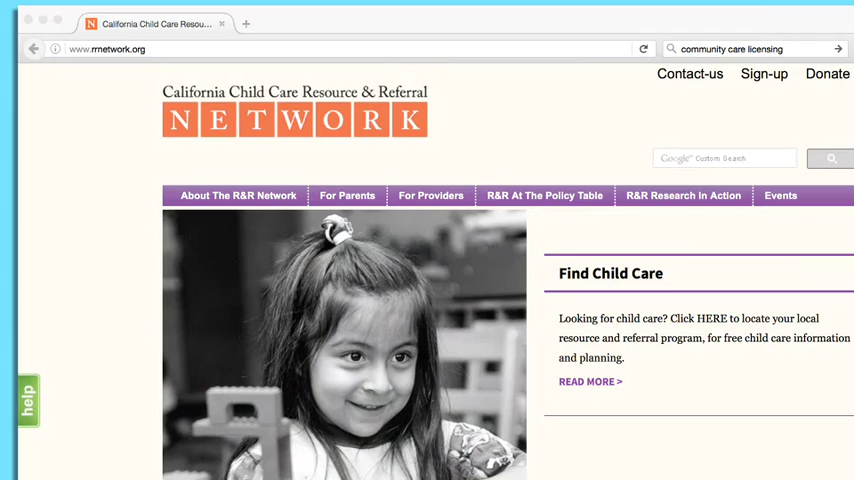 California Child Care Resou...
www.rrnetwork.org
community care licensing
Contact-us Sign-up Donate
California Child Care Resource & Referral
NETWORK
Google™ Custom Search
About The R&R Network For Parents For Providers R&R At The Policy Table R&R Research In Action Events
Find Child Care
Looking for child care? Click HERE to locate your local
resource and referral program, for free child care information
and planning.
READ MORE >
help